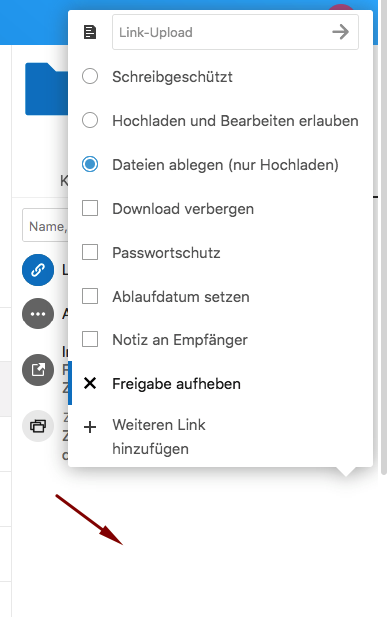 Link-Upload
Schreibgeschützt
Hochladen und Bearbeiten erlauben
Dateien ablegen (nur Hochladen)
Download verbergen
Name,
Passwortschutz
Ablaufdatum setzen
Notiz an Empfänger
Freigabe aufheben
Weiteren Link
hinzufügen